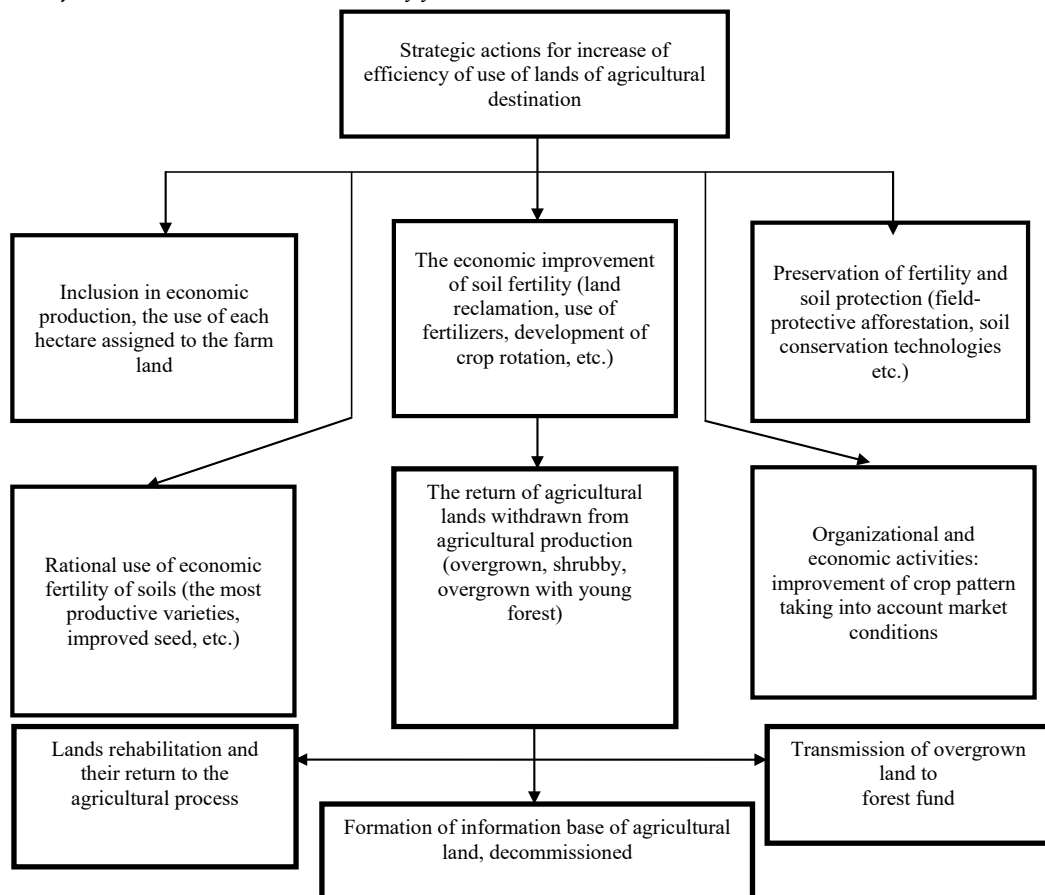 Strategic actions for increase of
efficiency of use of lands of agricultural
destination
Inclusion in economic
production, the use of each
hectare assigned to the farm
land
The economic improvement
of soil fertility (land
reclamation, use of
fertilizers, development of
crop rotation, etc.)
Preservation of fertility and
soil protection (field-
protective afforestation, soil
conservation technologies
etc.)
Rational use of economic
fertility of soils (the most
productive varieties,
improved seed, etc.)
The return of agricultural
lands withdrawn from
agricultural production
(overgrown, shrubby,
overgrown with young
forest)
Organizational and
economic activities:
improvement of crop pattern
taking into account market
conditions
Lands rehabilitation and
their return to the
agricultural process
Transmission of overgrown
land to
forest fund
Formation of information base of agricultural
land, decommissioned